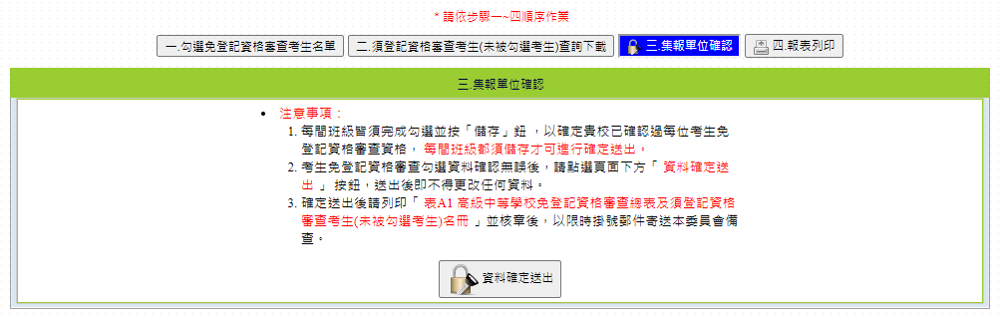 * 請依步驟一~四順序作業
一.勾選免登記資格審查考生名單 二.須登記資格審查考生(未被勾選考生)查詢下載 三.集報單位確認 四.報表列印
三.集報單位確認
注意事項：
1. 每間班級皆須完成勾選並按「儲存」鈕 ，以確定貴校已確認過每位考生免
登記資格審查資格， 每間班級都須儲存才可進行確定送出。
2. 考生免登記資格審查勾選資料確認無誤後，請點選頁面下方「 資料確定送
出 」 按鈕，送出後即不得更改任何資料。
3. 確定送出後請列印「 表A1 高級中等學校免登記資格審查總表及須登記資格
審查考生(未被勾選考生)名冊 」並核章後，以限時掛號郵件寄送本委員會備
查。
資料確定送出